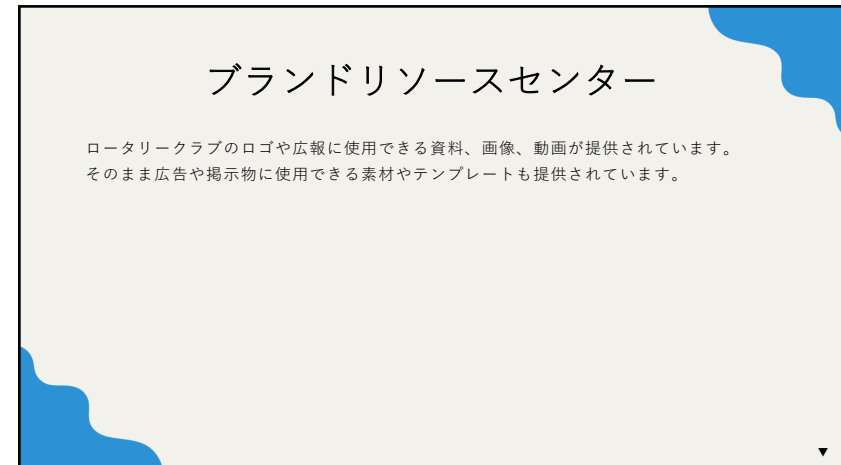 ブランドリソースセンター
ロータリークラブのロゴや広報に使用できる資料、画像、動画が提供されています。
そのまま広告や掲示物に使用できる素材やテンプレートも提供されています。